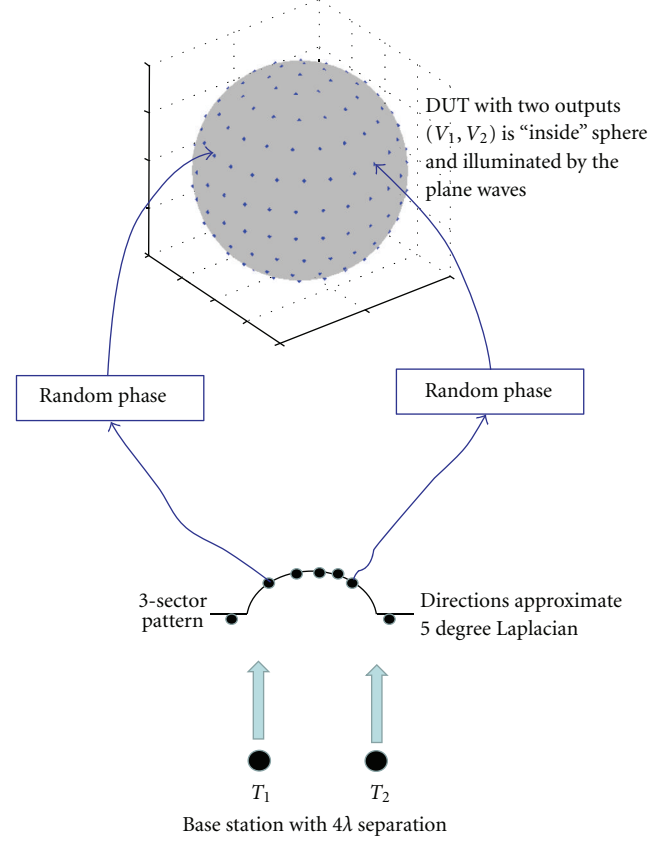 DUT with two outputs
(V₁, V₂) is “inside” sphere
and illuminated by the
plane waves
Random phase
Random phase
3-sector
pattern
Directions approximate
5 degree Laplacian
T₁
T₂
Base station with 4λ separation